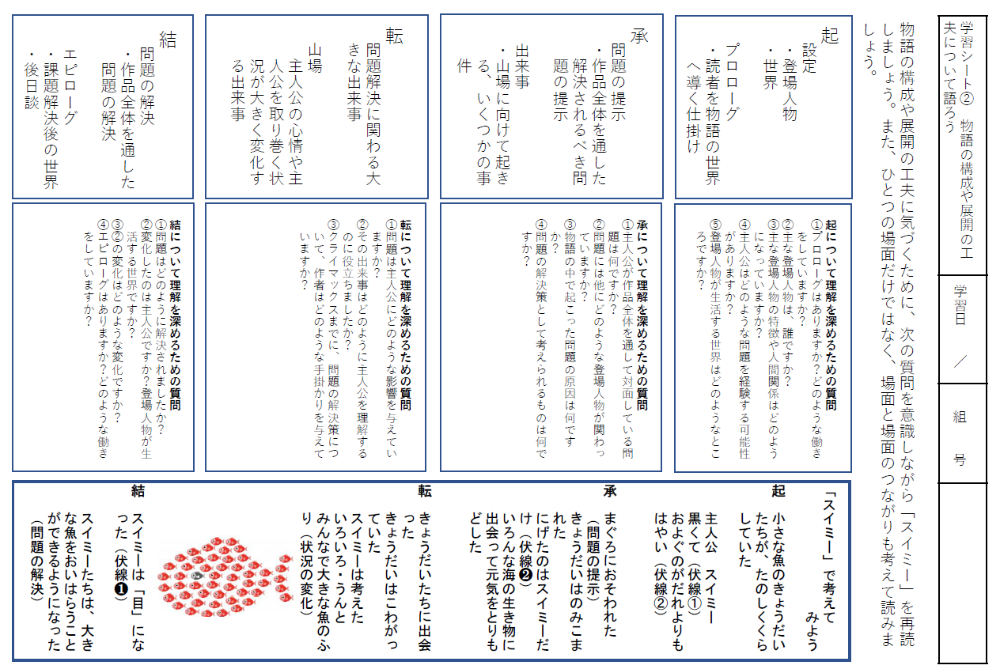 学習シート② 物語の構成や展開の工
夫について語ろう
学習日 ／
組 号
物語の構成や展開の工夫に気づくために、次の質問を意識しながら「スイミー」を再読
しましょう。また、ひとつの場面だけではなく、場面と場面のつながりも考えて読みま
しょう。
起
設定
・登場人物
・世界
プロローグ
・読者を物語の世界
へ導く仕掛け
承
問題の提示
・作品全体を通した
解決されるべき問
題の提示
出来事
・山場に向けて起き
る、いくつかの事
件
転
問題解決に関わる大
きな出来事
山場
主人公の心情や主
人公を取り巻く状
況が大きく変化す
る出来事
結
問題の解決
・作品全体を通した
問題の解決
エピローグ
・課題解決後の世界
・後日談
起について理解を深めるための質問
①プロローグはありますか？どのような働き
をしていますか？
②主な登場人物は、誰ですか？
③主な登場人物の特徴や人間関係はどのよう
になっていますか？
④主人公はどのような問題を経験する可能性
がありますか？
⑤登場人物が生活する世界はどのようなとこ
ろですか？
承について理解を深めるための質問
①主人公が作品全体を通して対面している問
題は何ですか？
②問題には他にどのような登場人物が関わっ
ていますか？
③物語の中で起こった問題の原因は何です
か？
④問題の解決策として考えられるものは何で
すか？
転について理解を深めるための質問
①問題は主人公にどのような影響を与えてい
ますか？
②その出来事はどのように主人公を理解する
のに役立ちましたか？
③クライマックスまでに、問題の解決策につ
いて、作者はどのような手掛かりを与えて
いますか？
結について理解を深めるための質問
①問題はどのように解決されましたか？
②変化したのは主人公ですか？登場人物が生
活する世界ですか？
③②の変化はどのような変化ですか？
④エピローグはありますか？どのような働き
をしていますか？
「スイミー」で考えて
みよう
起
小さな魚のきょうだい
たちが、たのしくくら
していた
主人公 スイミー
黒くて（伏線①）
およぐのがだれよりも
はやい（伏線②）
承
まぐろにおそわれた
（問題の提示）
きょうだいはのみこま
れた
にげたのはスイミーだ
け（伏線❷）
いろんな海の生き物に
出会って元気をとりも
どした
転
きょうだいたちに出会
った
きょうだいはこわがっ
ていた
スイミーは考えた
いろいろ・うんと
みんなで大きな魚のふ
り（状況の変化）
結
スイミーは「目」にな
った（伏線❶）
スイミーたちは、大き
な魚をおいはらうこと
ができるようになった
（問題の解決）